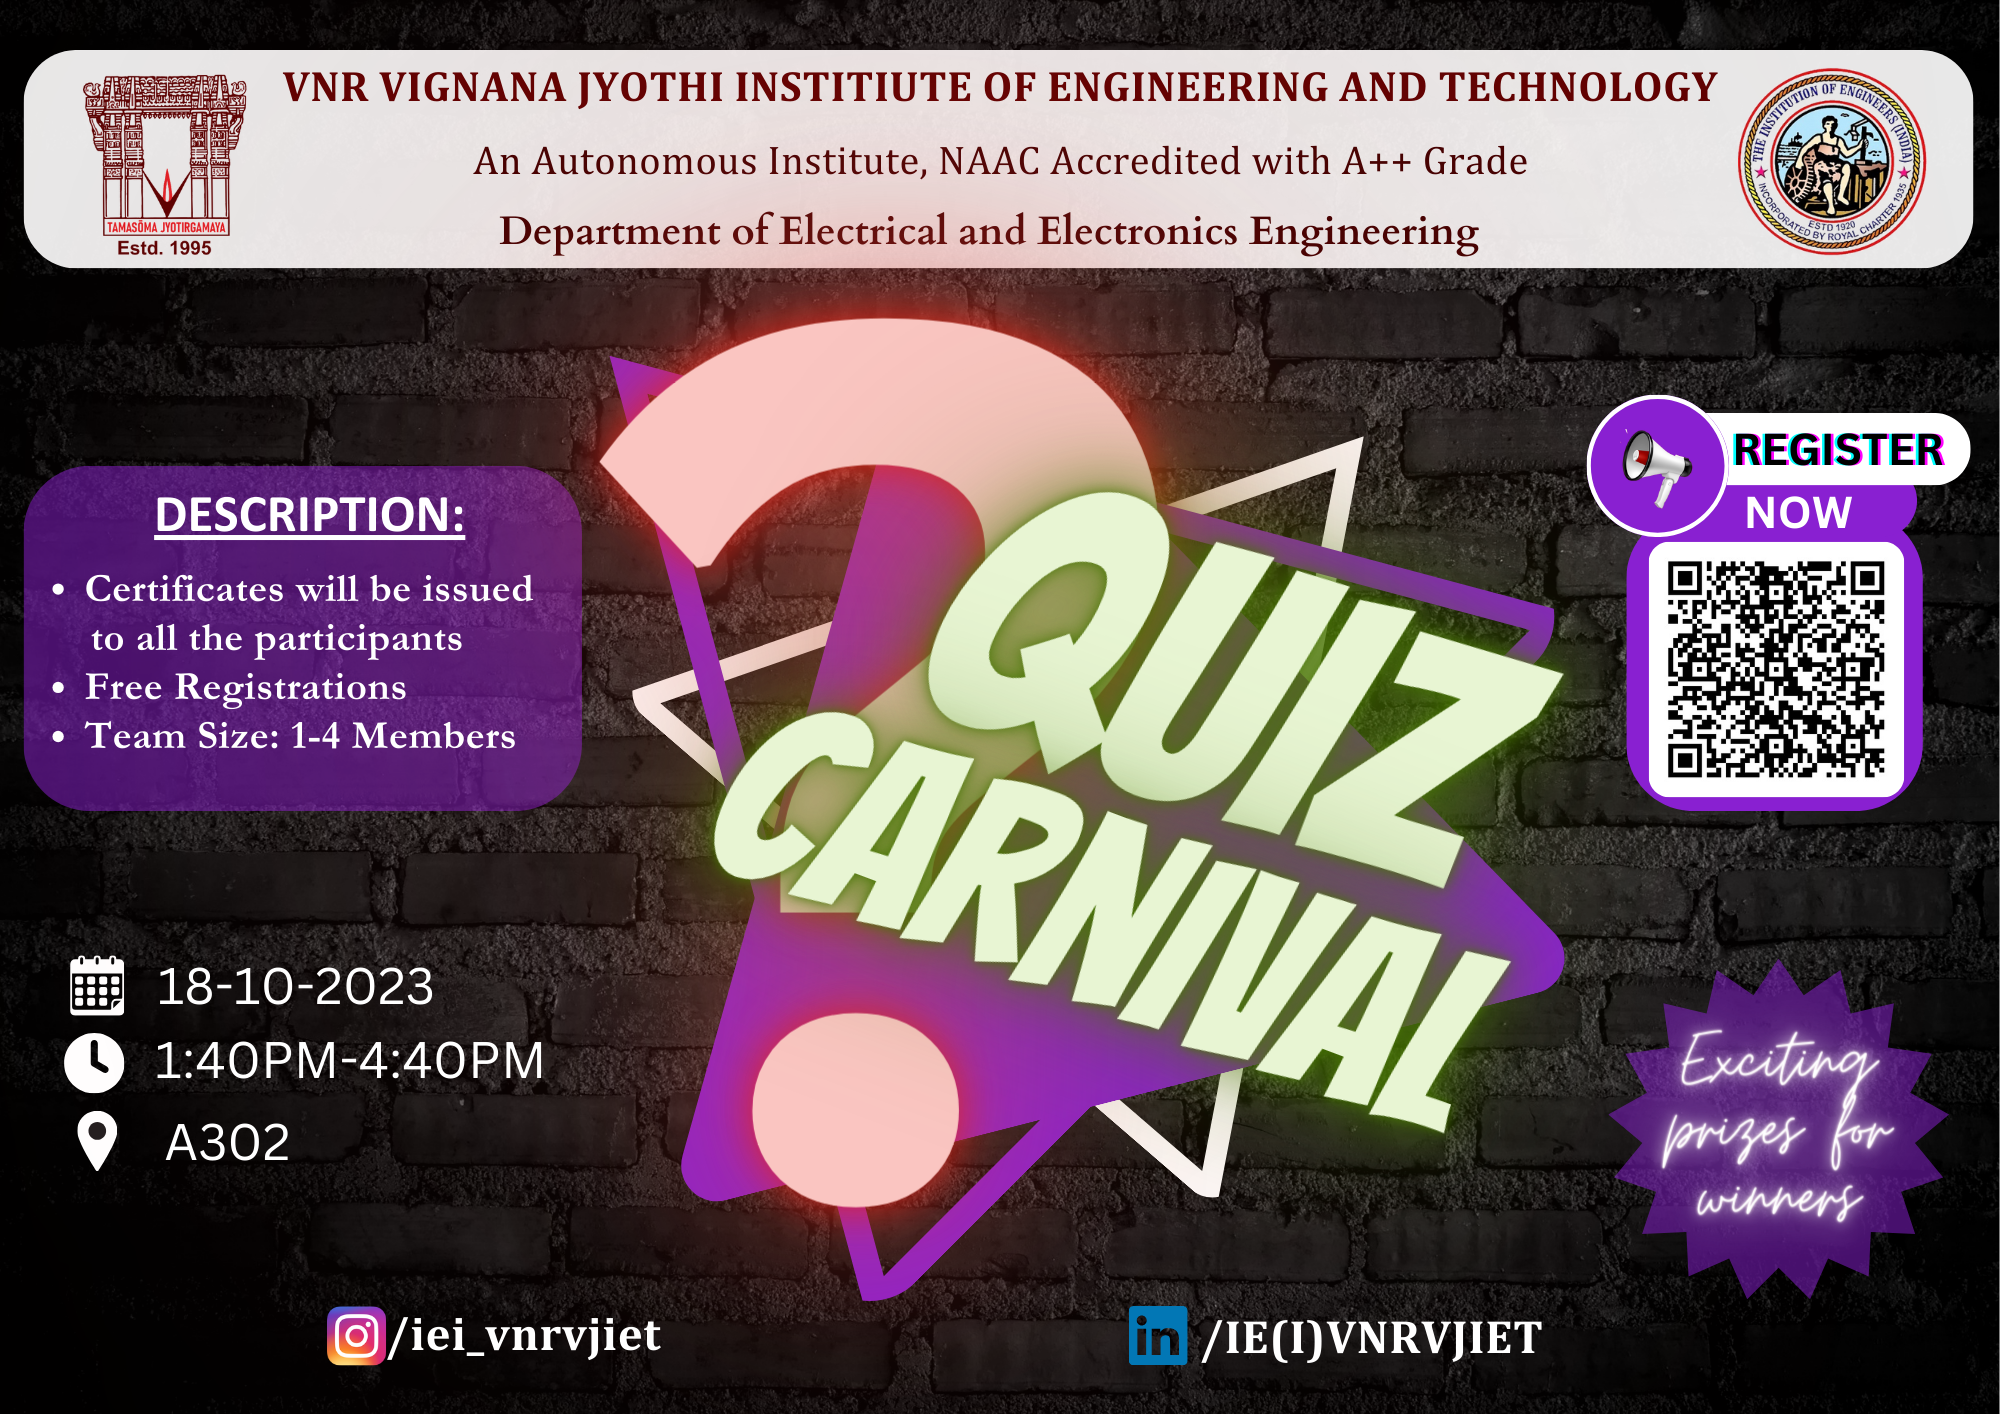 VNR VIGNANA JYOTHI INSTITIUTE OF ENGINEERING AND TECHNOLOGY
An Autonomous Institute, NAAC Accredited with A++ Grade
Department of Electrical and Electronics Engineering
TAMASŌMA JYOTIRGAMAYA
Estd. 1995
THE INSTITUTION OF ENGINEERS (INDIA)
ESTD 1920
INCORPORATED BY ROYAL CHARTER 1935
QUIZ
CARNIVAL
DESCRIPTION:
• Certificates will be issued
to all the participants
• Free Registrations
• Team Size: 1-4 Members
REGISTER
NOW
18-10-2023
1:40PM-4:40PM
A302
Exciting
prizes for
winners
/iei_vnrvjiet
in /IE(I)VNRVJIET